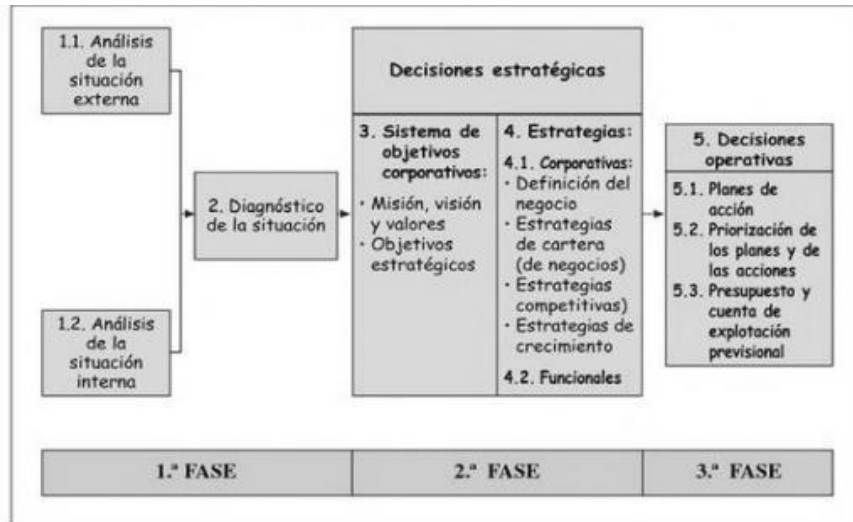 1.1. Análisis
de la
situación
externa
1.2. Análisis
de la
situación
interna
2. Diagnóstico
de la situación
Decisiones estratégicas
3. Sistema de
objetivos
corporativos:
· Misión, visión
y valores
· Objetivos
estratégicos
4. Estrategias:
4.1. Corporativas:
· Definición del
negocio
· Estrategias
de cartera
(de negocios)
· Estrategias
competitivas)
· Estrategias de
crecimiento
4.2. Funcionales
5. Decisiones
operativas
5.1. Planes de
acción
5.2. Priorización de
los planes y de
las acciones
5.3. Presupuesto y
cuenta de
explotación
previsional
1.ª FASE
2.ª FASE
3.ª FASE